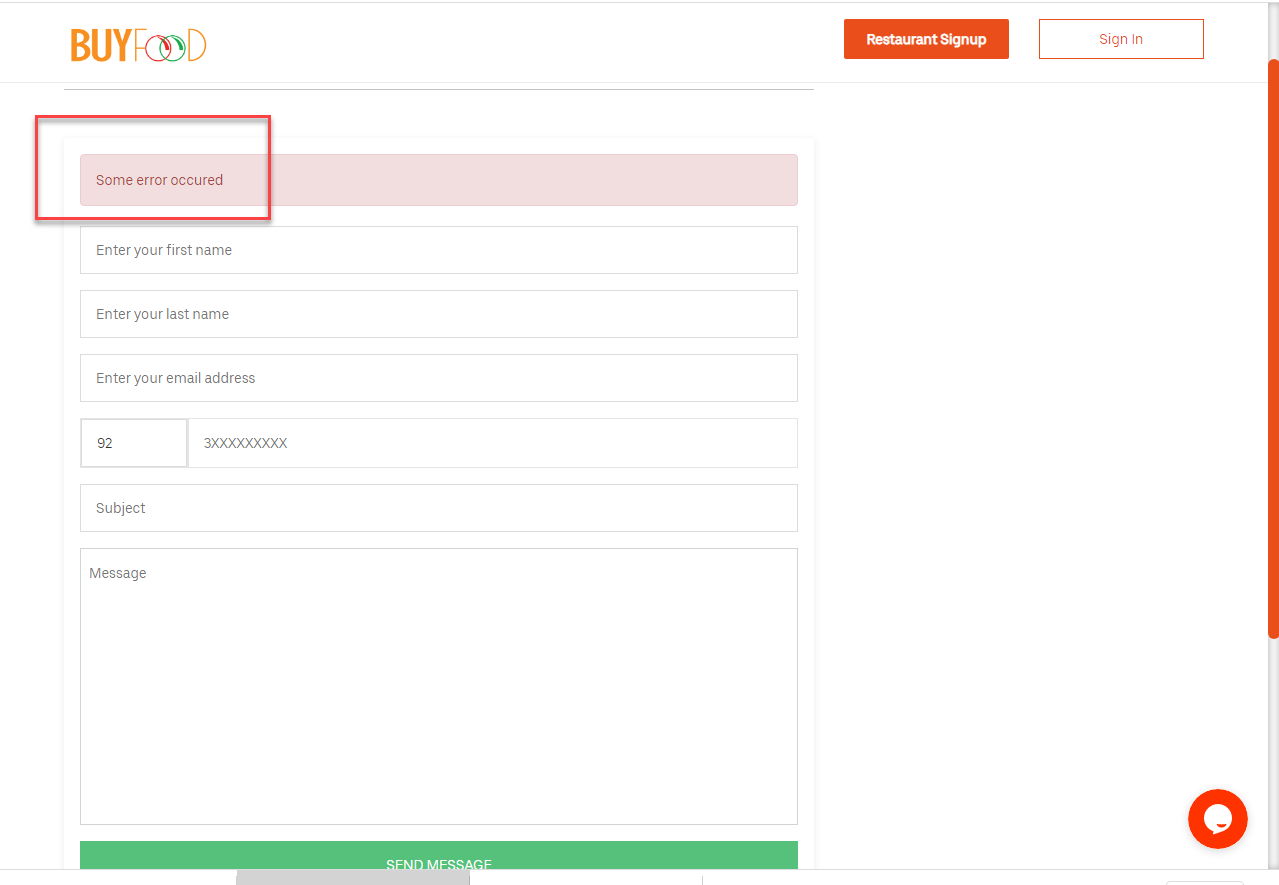 BUYFOOD
Restaurant Signup
Sign In
Some error occured
Enter your first name
Enter your last name
Enter your email address
92
3XXXXXXXXX
Subject
Message
SEND MESSAGE